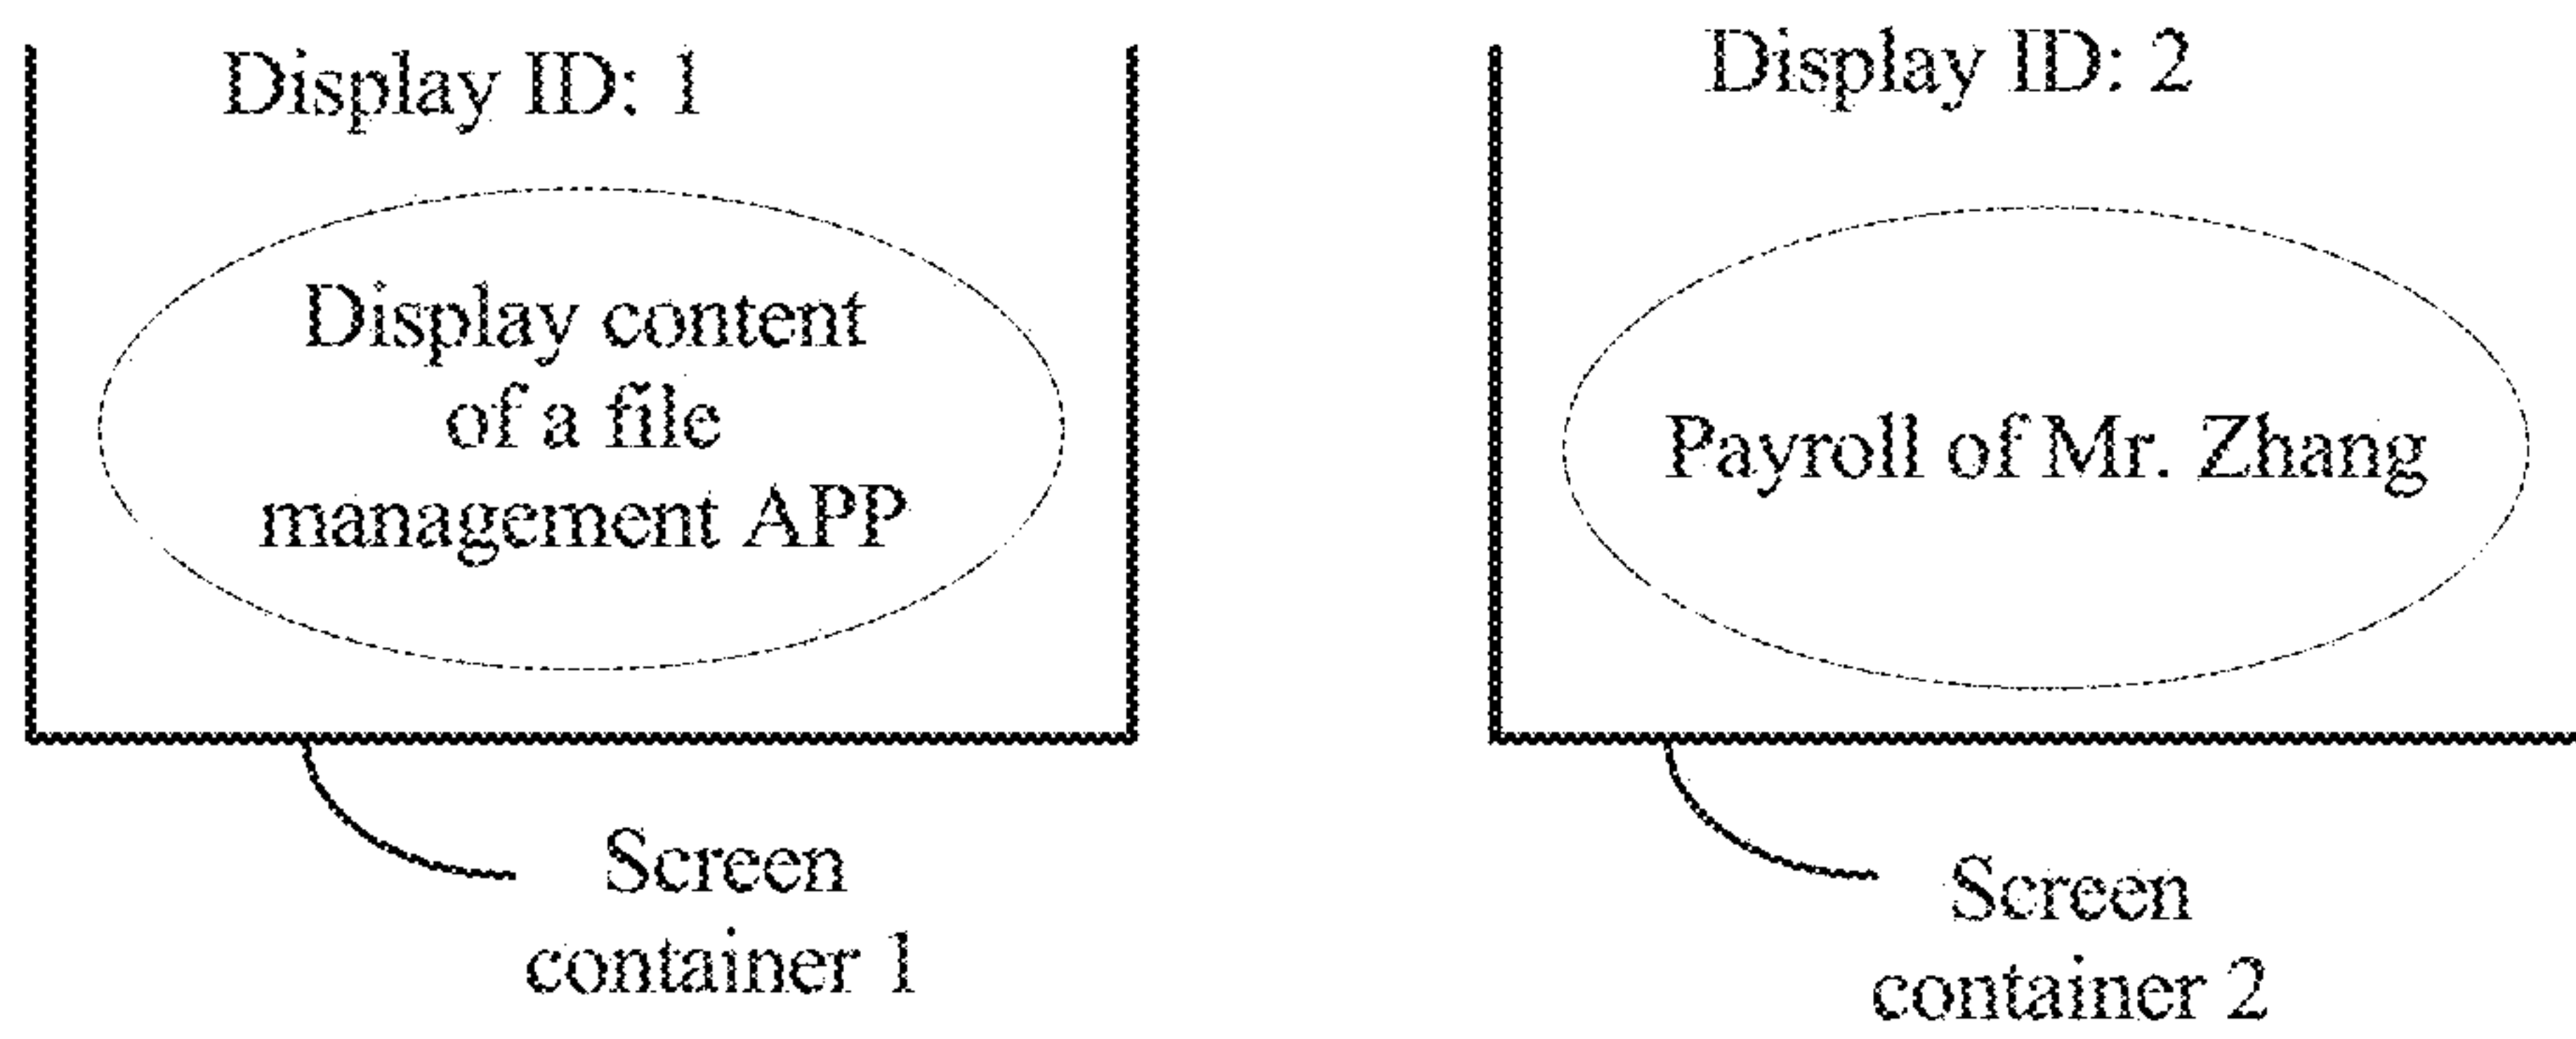 Display ID: 1
Display content
of a file
management APP
Screen
container 1
Display ID: 2
Payroll of Mr. Zhang
Screen
container 2